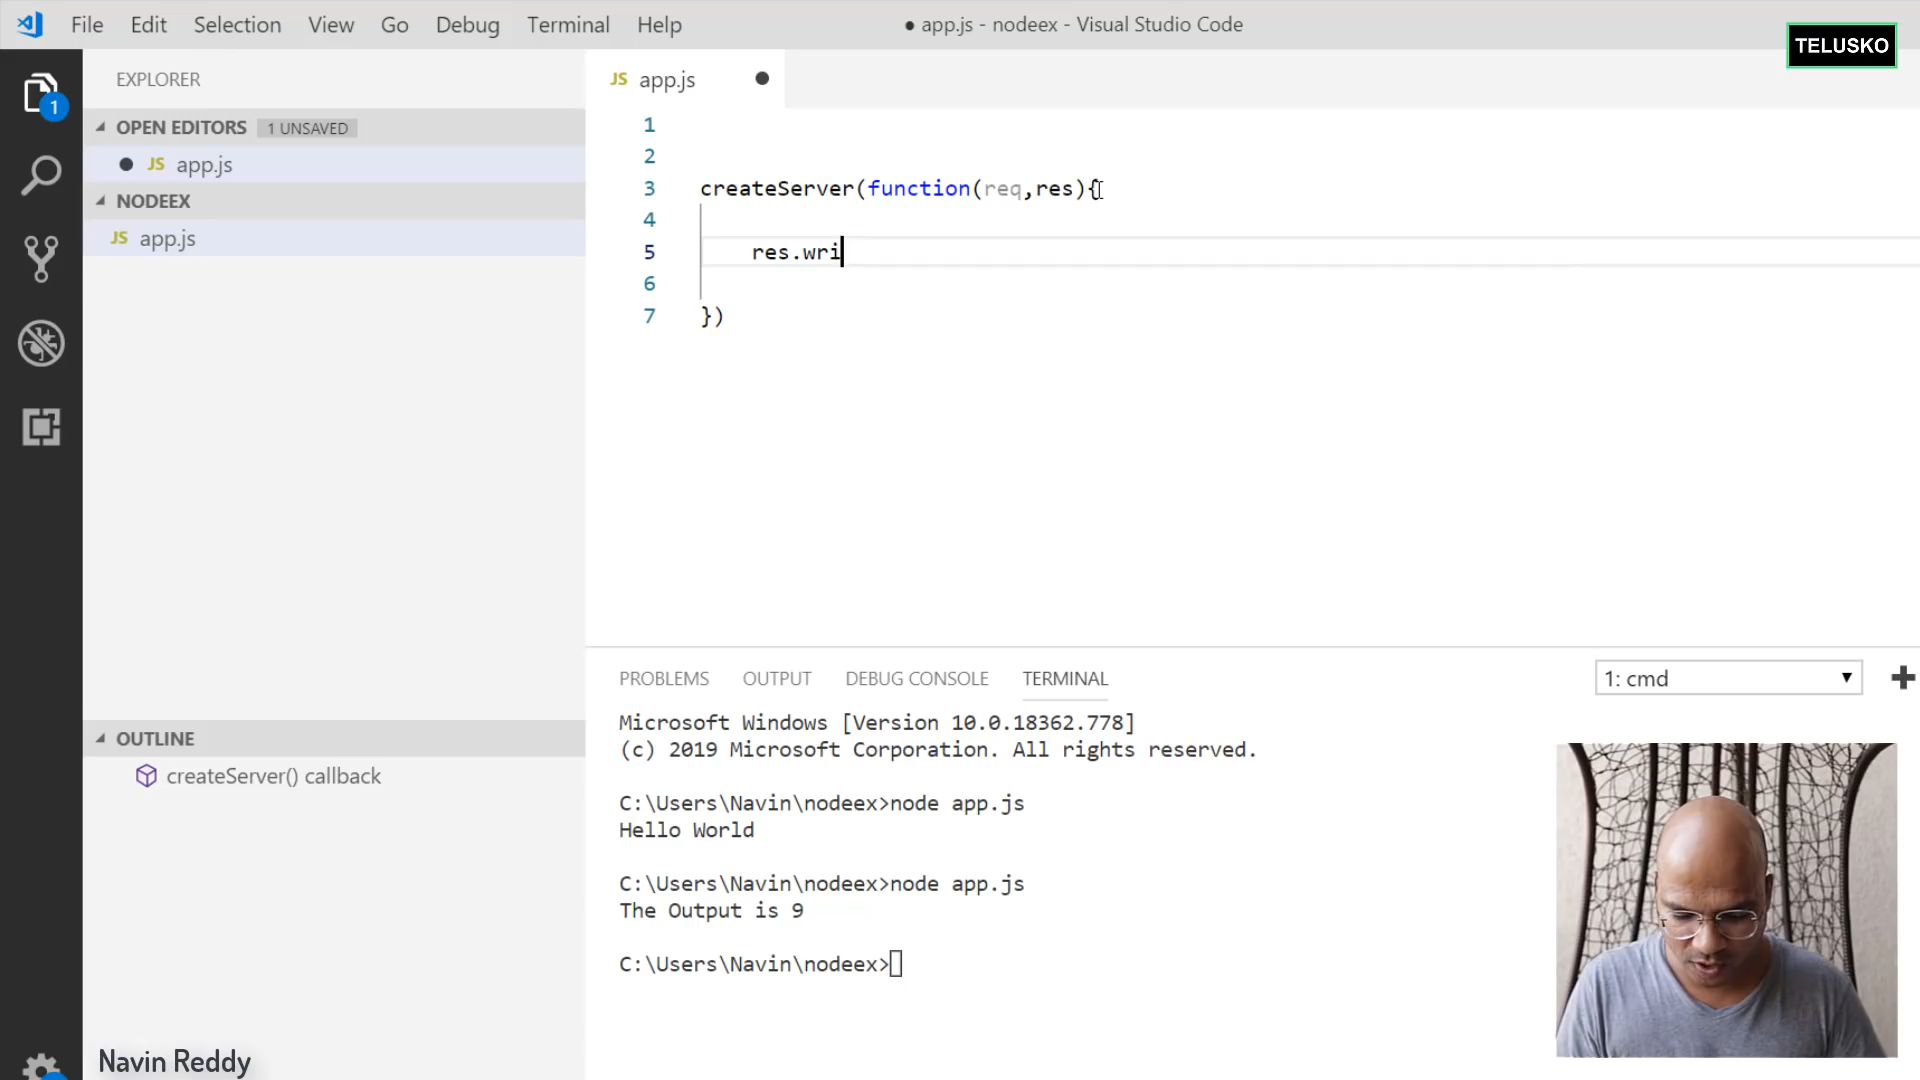 File Edit Selection View Go Debug Terminal Help
● app.js - nodeex - Visual Studio Code
TELUSKO
1
EXPLORER
OPEN EDITORS 1 UNSAVED
JS app.js
NODEEX
JS app.js
JS app.js
1
2
3 createServer(function(req,res){
4
5 res.wri
6
7 })
PROBLEMS OUTPUT DEBUG CONSOLE TERMINAL
1: cmd
Microsoft Windows [Version 10.0.18362.778]
(c) 2019 Microsoft Corporation. All rights reserved.
C:\Users\Navin\nodeex>node app.js
Hello World
C:\Users\Navin\nodeex>node app.js
The Output is 9
C:\Users\Navin\nodeex>
OUTLINE
createServer() callback
Navin Reddy